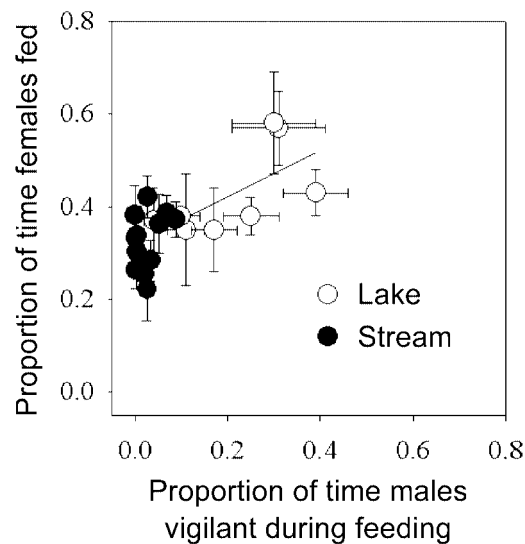 Proportion of time females fed
0.8
0.6
0.4
0.2
0.0
Lake
Stream
0.0 0.2 0.4 0.6 0.8
Proportion of time males
vigilant during feeding